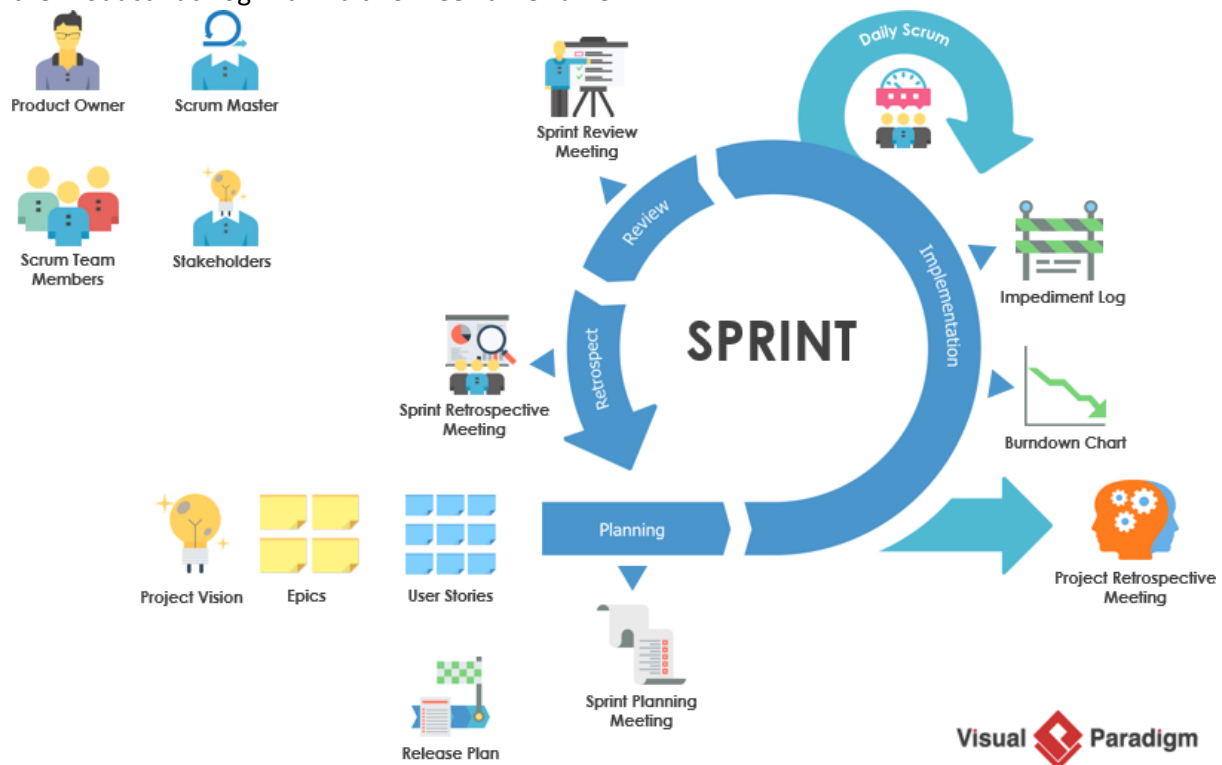 Product Owner
Scrum Master
Scrum Team
Members
Stakeholders
Sprint Review
Meeting
Daily Scrum
Review
Implementation
Impediment Log
SPRINT
Retrospect
Sprint Retrospective
Meeting
Burndown Chart
Planning
Project Vision
Epics
User Stories
Project Retrospective
Meeting
Sprint Planning
Meeting
Release Plan
Visual Paradigm